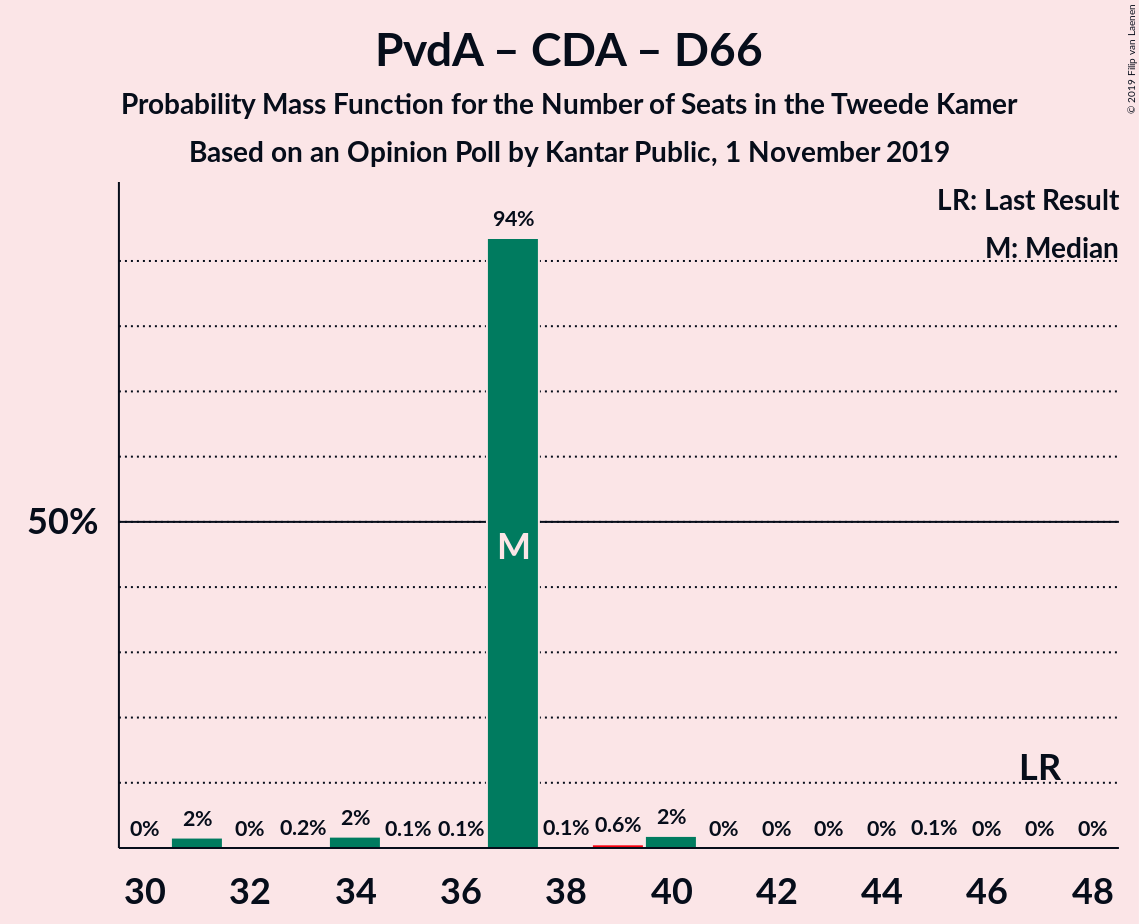 PvdA – CDA – D66
Probability Mass Function for the Number of Seats in the Tweede Kamer
Based on an Opinion Poll by Kantar Public, 1 November 2019
© 2019 Filip van Laenen
LR: Last Result
M: Median
94%
50%
M
LR
0% 2% 0% 0.2% 2% 0.1% 0.1% 0.1% 0.6% 2% 0% 0% 0% 0% 0.1% 0% 0% 0%
30 32 34 36 38 40 42 44 46 48